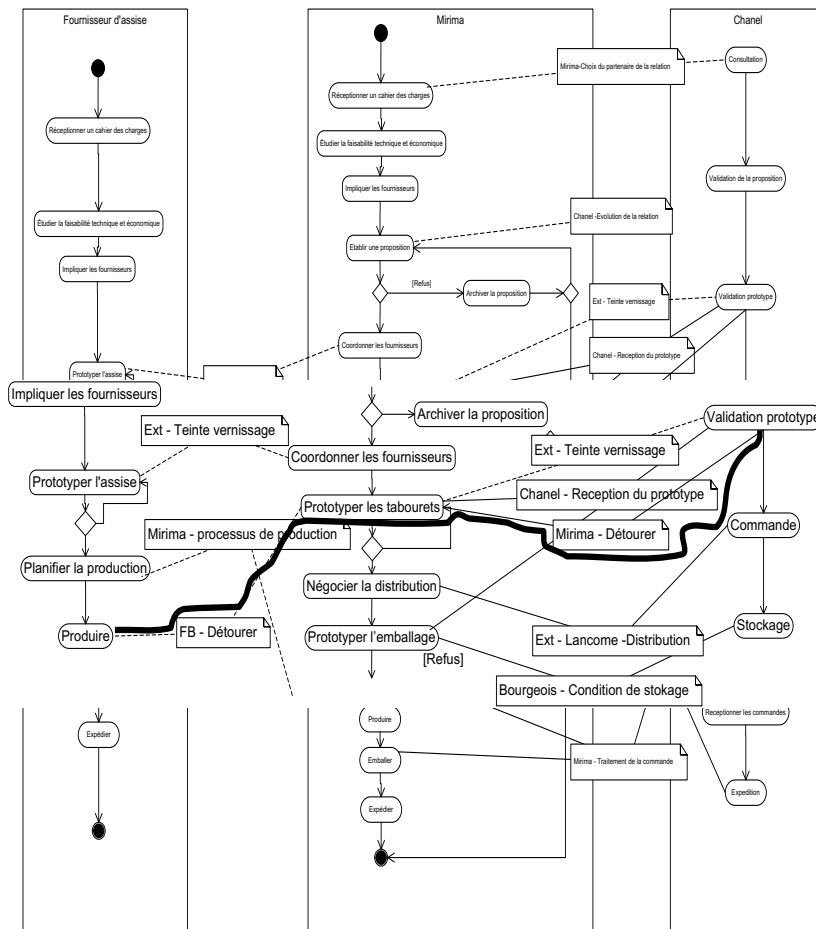 Fournisseur d'assise
Mirima
Chanel
Mirima-Choix du partenaire de la relation
Consultation
Réceptionner un cahier des charges
Réceptionner un cahier des charges
Étudier la faisabilité technique et économique
Impliquer les fournisseurs
Validation de la proposition
Étudier la faisabilité technique et économique
Chanel -Evolution de la relation
Etablir une proposition
Impliquer les fournisseurs
[Refus]
Archiver la proposition
Ext - Teinte vernissage
Validation prototype
Coordonner les fournisseurs
Chanel - Reception du prototype
Prototyper l'assise
Impliquer les fournisseurs
Archiver la proposition
Validation prototype
Ext - Teinte vernissage
Coordonner les fournisseurs
Ext - Teinte vernissage
Prototyper l'assise
Chanel - Reception du prototype
Prototyper les tabourets
Mirima - processus de production
Mirima - Détourer
Commande
Planifier la production
Négocier la distribution
Produire
FB - Détourer
Prototyper l'emballage
Ext - Lancome -Distribution
Stockage
[Refus]
Bourgeois - Condition de stokage
Produire
Receptionner les commandes
Expédier
Emballer
Mirima - Traitement de la commande
Expedition
Expédier